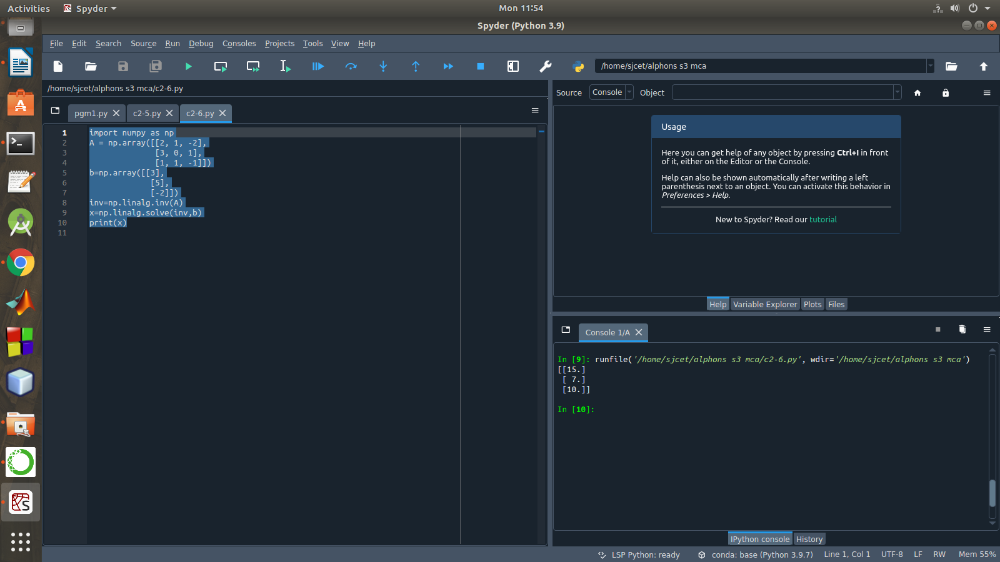 Activities Spyder Mon 11:54
Spyder (Python 3.9)
File Edit Search Source Run Debug Consoles Projects Tools View Help
/home/sjcet/alphons s3 mca
/home/sjcet/alphons s3 mca/c2-6.py
pgm1.py c2-5.py c2-6.py
1 import numpy as np
2 A = np.array([[2, 1, -2],
3 [3, 0, 1],
4 [1, 1, -1]])
5 b=np.array([[3],
6 [5],
7 [-2]])
8 inv=np.linalg.inv(A)
9 x=np.linalg.solve(inv,b)
10 print(x)
11
Source Console Object
Usage
Here you can get help of any object by pressing Ctrl+I in front
of it, either on the Editor or the Console.
Help can also be shown automatically after writing a left
parenthesis next to an object. You can activate this behavior in
Preferences > Help.
New to Spyder? Read our tutorial
Help Variable Explorer Plots Files
Console 1/A
In [9]: runfile('/home/sjcet/alphons s3 mca/c2-6.py', wdir='/home/sjcet/alphons s3 mca')
[[15.]
[ 7.]
[10.]]
In [10]:
IPython console History
LSP Python: ready conda: base (Python 3.9.7) Line 1, Col 1 UTF-8 LF RW Mem 55%